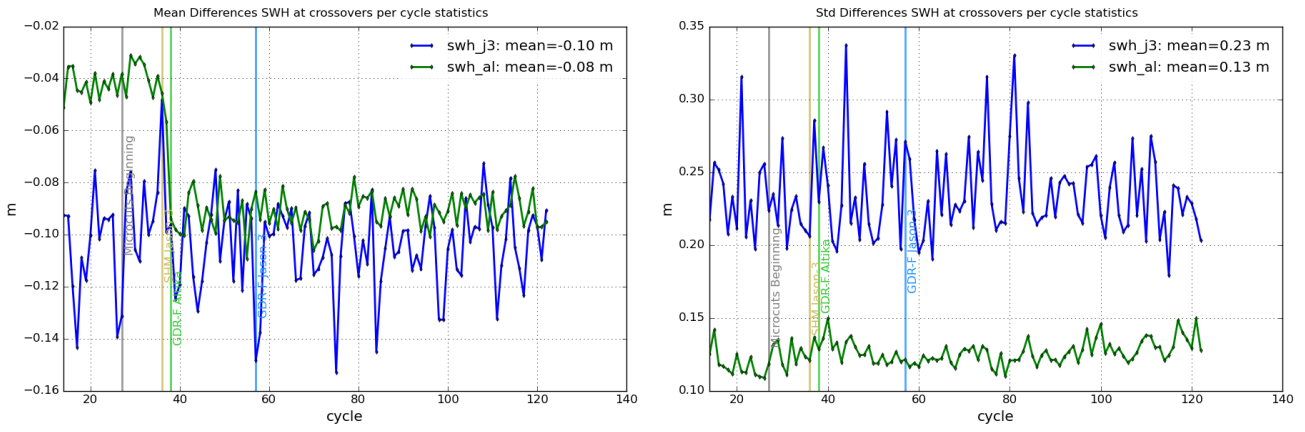 Mean Differences SWH at crossovers per cycle statistics
−0.02
−0.04
−0.06
−0.08
−0.10
−0.12
−0.14
−0.16
m
swh_j3: mean=-0.10 m
swh_al: mean=-0.08 m
Microcuts Beginning
SHM Jason-3
GDR-F Altika
GDR-F Jason-3
20
40
60
80
100
120
140
cycle
Std Differences SWH at crossovers per cycle statistics
0.35
0.30
0.25
0.20
0.15
0.10
m
swh_j3: mean=0.23 m
swh_al: mean=0.13 m
Microcuts Beginning
SHM Jason-3
GDR-F Altika
GDR-F Jason-3
20
40
60
80
100
120
140
cycle